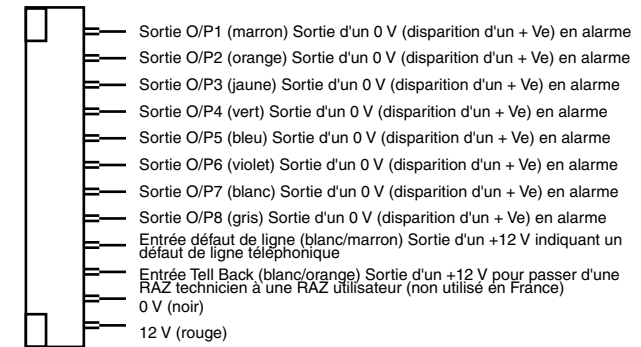 Sortie O/P1 (marron) Sortie d'un 0 V (disparition d'un + Ve) en alarme
Sortie O/P2 (orange) Sortie d'un 0 V (disparition d'un + Ve) en alarme
Sortie O/P3 (jaune) Sortie d'un 0 V (disparition d'un + Ve) en alarme
Sortie O/P4 (vert) Sortie d'un 0 V (disparition d'un + Ve) en alarme
Sortie O/P5 (bleu) Sortie d'un 0 V (disparition d'un + Ve) en alarme
Sortie O/P6 (violet) Sortie d'un 0 V (disparition d'un + Ve) en alarme
Sortie O/P7 (blanc) Sortie d'un 0 V (disparition d'un + Ve) en alarme
Sortie O/P8 (gris) Sortie d'un 0 V (disparition d'un + Ve) en alarme
Entrée défaut de ligne (blanc/marron) Sortie d'un +12 V indiquant un
défaut de ligne téléphonique
Entrée Tell Back (blanc/orange) Sortie d'un +12 V pour passer d'une
RAZ technicien à une RAZ utilisateur (non utilisé en France)
0 V (noir)
12 V (rouge)